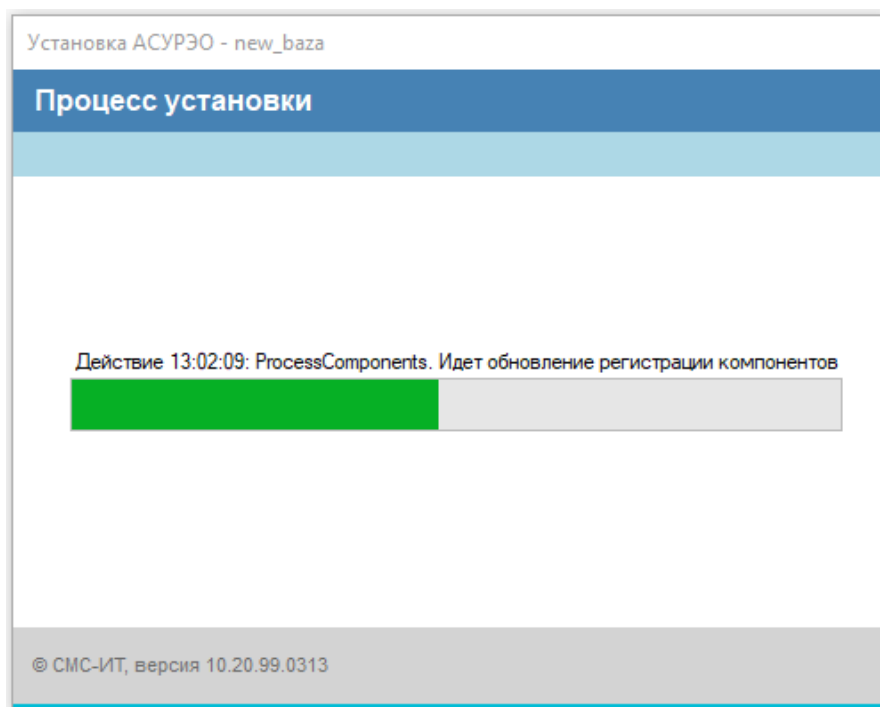 Установка АСУРЭО - new_baza
Процесс установки
Действие 13:02:09: ProcessComponents. Идет обновление регистрации компонентов
© СМС-ИТ, версия 10.20.99.0313